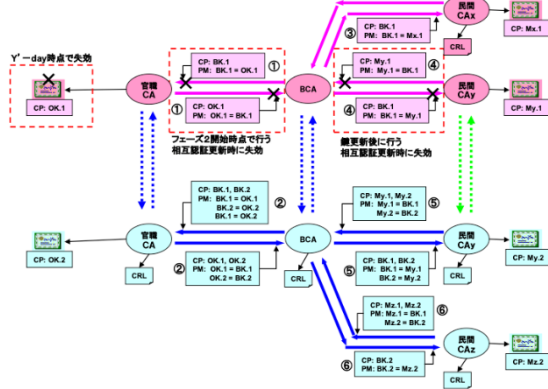 民間
CAx
CP: Mx.1
CRL
③
CP: BK.1
PM: BK.1 = Mx.1
Y'－day時点で失効
CP: OK.1
官職
CA
CP: BK.1
PM: BK.1 = OK.1
①
①
CP: OK.1
PM: OK.1 = BK.1
フェーズ２開始時点で行う
相互認証更新時に失効
BCA
CP: My.1
PM: My.1 = BK.1
④
④
CP: BK.1
PM: BK.1 = My.1
鍵更新後に行う
相互認証更新時に失効
民間
CAy
CP: My.1
CP: BK.1, BK.2
PM: BK.1 = OK.1
BK.2 = OK.2
BK.1 = OK.2
②
CP: My.1, My.2
PM: My.1 = BK.1
My.2 = BK.2
⑤
CP: OK.2
官職
CA
CRL
②
CP: OK.1, OK.2
PM: OK.1 = BK.1
OK.2 = BK.2
BCA
CRL
⑤
CP: BK.1, BK.2
PM: BK.1 = My.1
BK.2 = My.2
民間
CAy
CRL
CP: My.2
CP: Mz.1, Mz.2
PM: Mz.1 = BK.1
Mz.2 = BK.2
⑥
⑥
CP: BK.2
PM: BK.2 = Mz.2
民間
CAz
CRL
CP: Mz.2